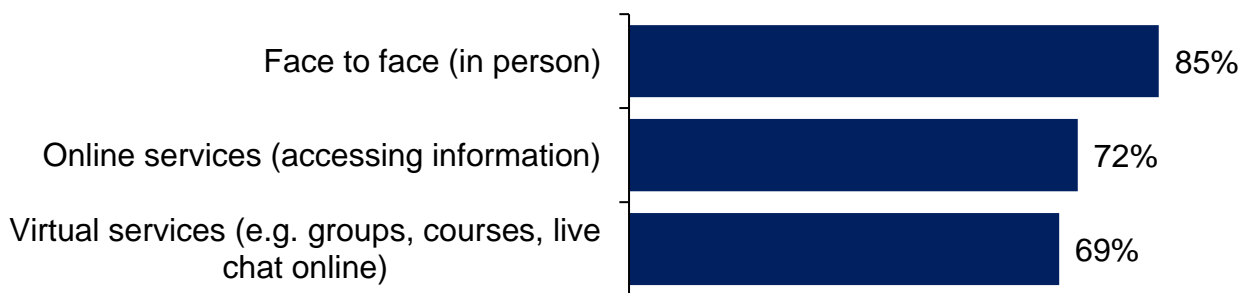 Face to face (in person)
85%
Online services (accessing information)
72%
Virtual services (e.g. groups, courses, live
chat online)
69%